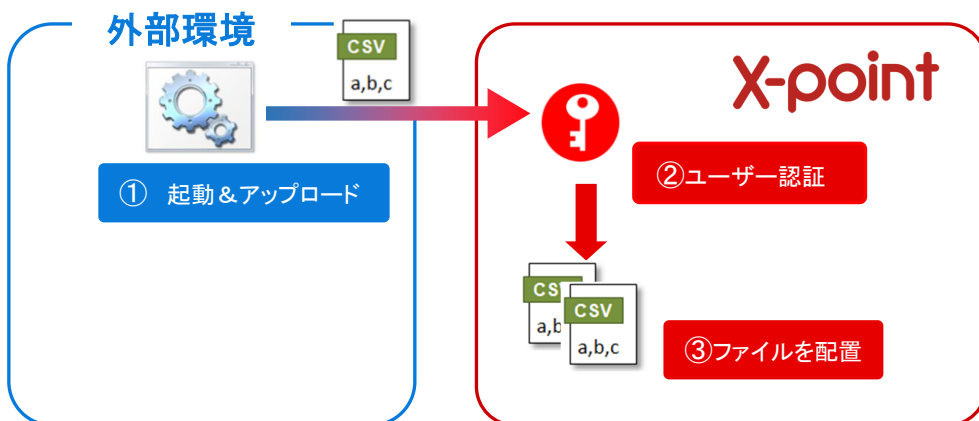 外部環境
CSV
a,b,c
X-point
① 起動＆アップロード
②ユーザー認証
CS
a,b
CSV
a,b,c
③ファイルを配置